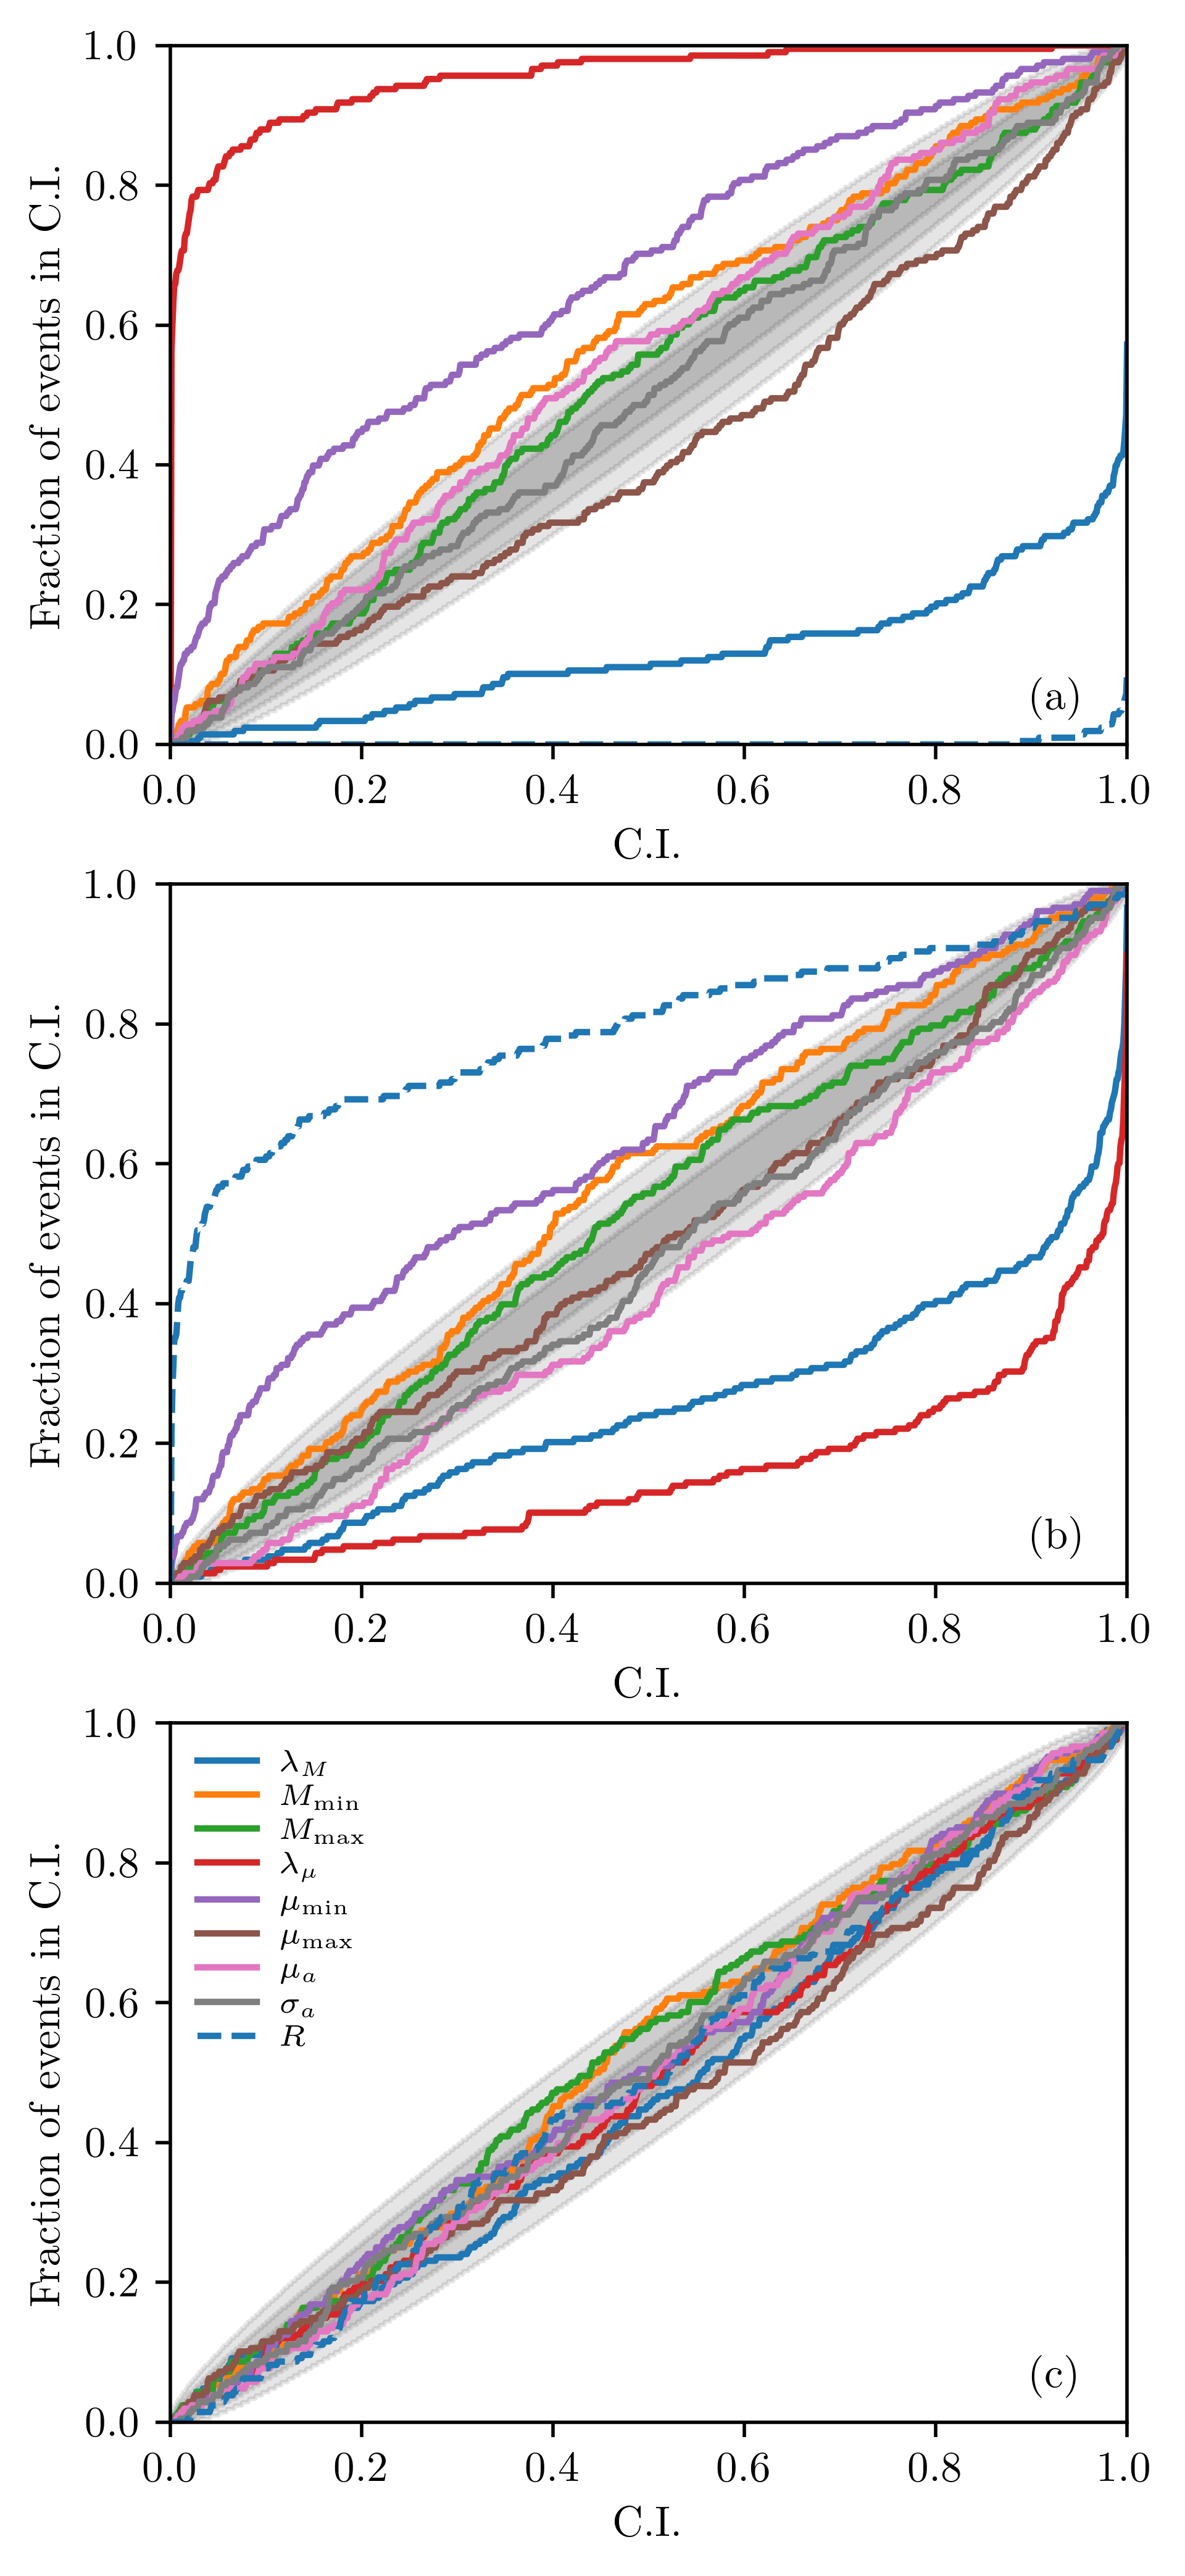 1.0
0.8
0.6
0.4
0.2
0.0
Fraction of events in C.I.
(a)
0.0 0.2 0.4 0.6 0.8 1.0
C.I.
1.0
0.8
0.6
0.4
0.2
0.0
Fraction of events in C.I.
(b)
0.0 0.2 0.4 0.6 0.8 1.0
C.I.
1.0
0.8
0.6
0.4
0.2
0.0
Fraction of events in C.I.
λ_M
M_min
M_max
λ_μ
μ_min
μ_max
μ_a
σ_a
R
(c)
0.0 0.2 0.4 0.6 0.8 1.0
C.I.